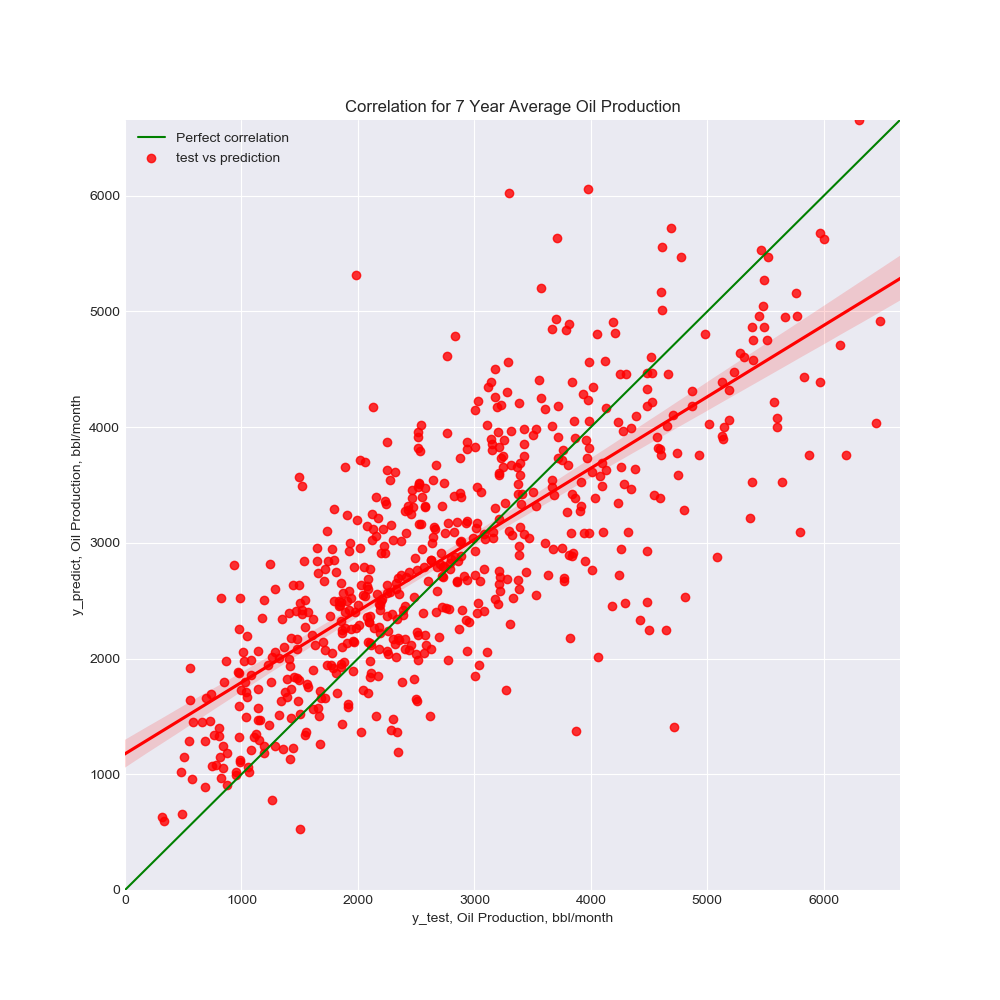 Correlation for 7 Year Average Oil Production
Perfect correlation
test vs prediction
y_predict, Oil Production, bbl/month
6000
5000
4000
3000
2000
1000
0
0 1000 2000 3000 4000 5000 6000
y_test, Oil Production, bbl/month